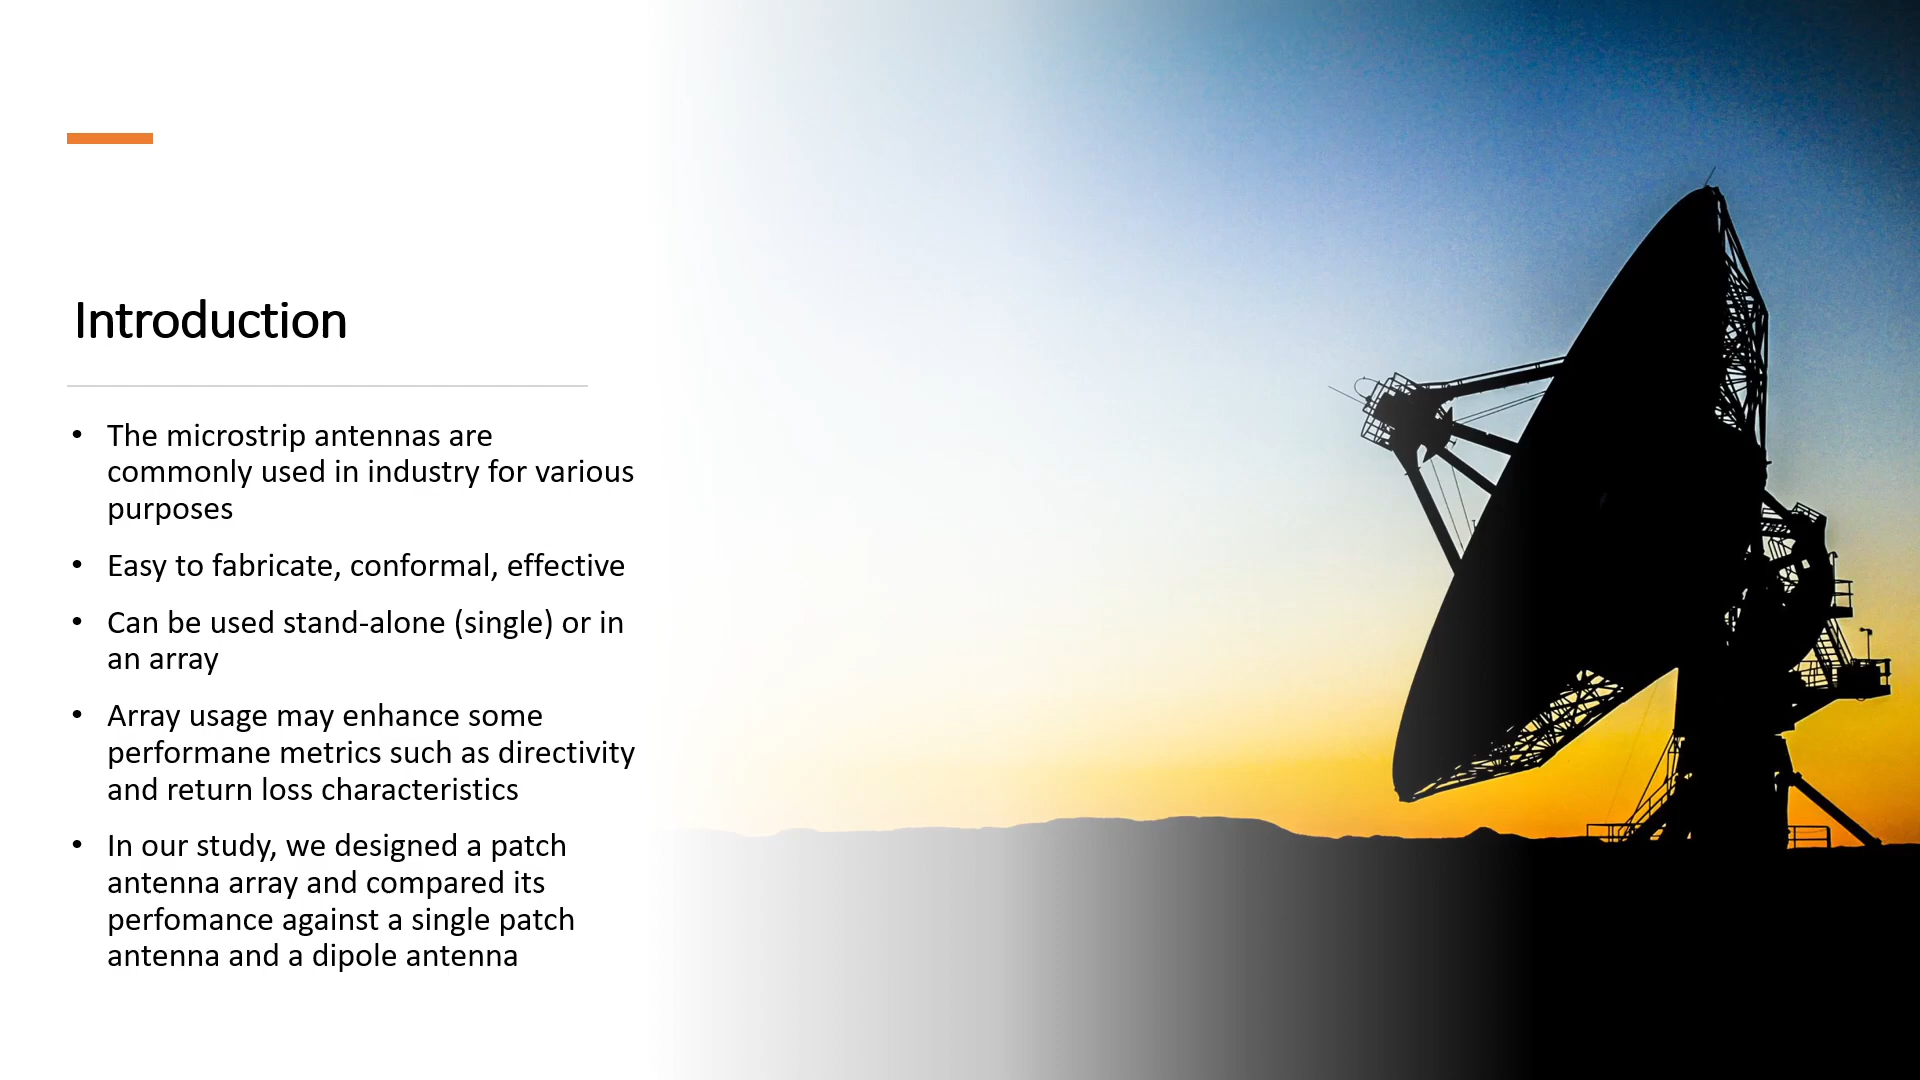 Introduction
• The microstrip antennas are
commonly used in industry for various
purposes
• Easy to fabricate, conformal, effective
• Can be used stand-alone (single) or in
an array
• Array usage may enhance some
performane metrics such as directivity
and return loss characteristics
• In our study, we designed a patch
antenna array and compared its
perfomance against a single patch
antenna and a dipole antenna